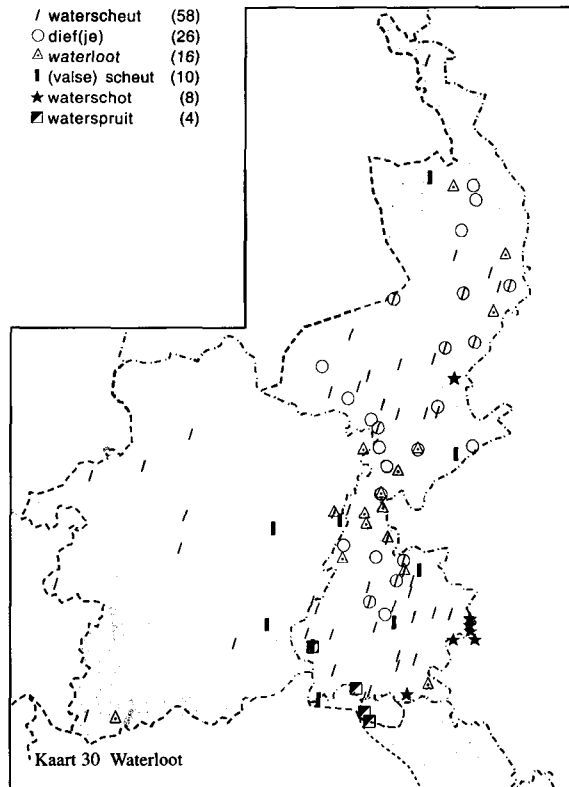 waterscheut (58)
dief(je) (26)
waterloot (16)
(valse) scheut (10)
waterschot (8)
waterspruit (4)
Kaart 30 Waterloot